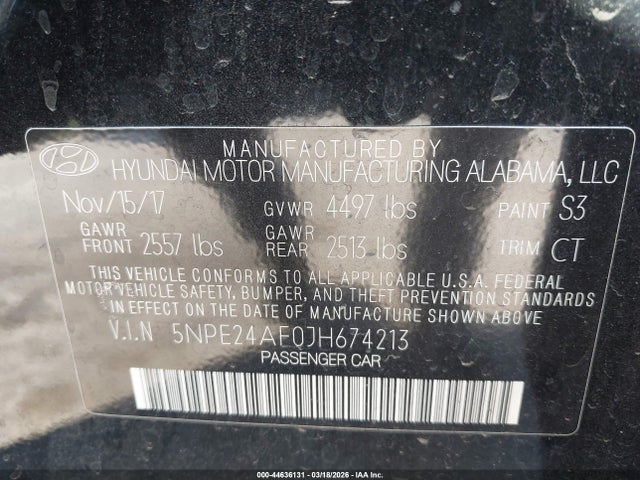 MANUFACTURED BY
HYUNDAI MOTOR MANUFACTURING ALABAMA, LLC
Nov/15/17 GVWR 4497 lbs PAINT S3
GAWR FRONT 2557 lbs GAWR REAR 2513 lbs TRIM CT
THIS VEHICLE CONFORMS TO ALL APPLICABLE U.S.A. FEDERAL
MOTOR VEHICLE SAFETY, BUMPER, AND THEFT PREVENTION STANDARDS
IN EFFECT ON THE DATE OF MANUFACTURE SHOWN ABOVE
V.I.N 5NPE24AF0JH674213
PASSENGER CAR
000-44636131 — 03/18/2026 — IAA Inc.